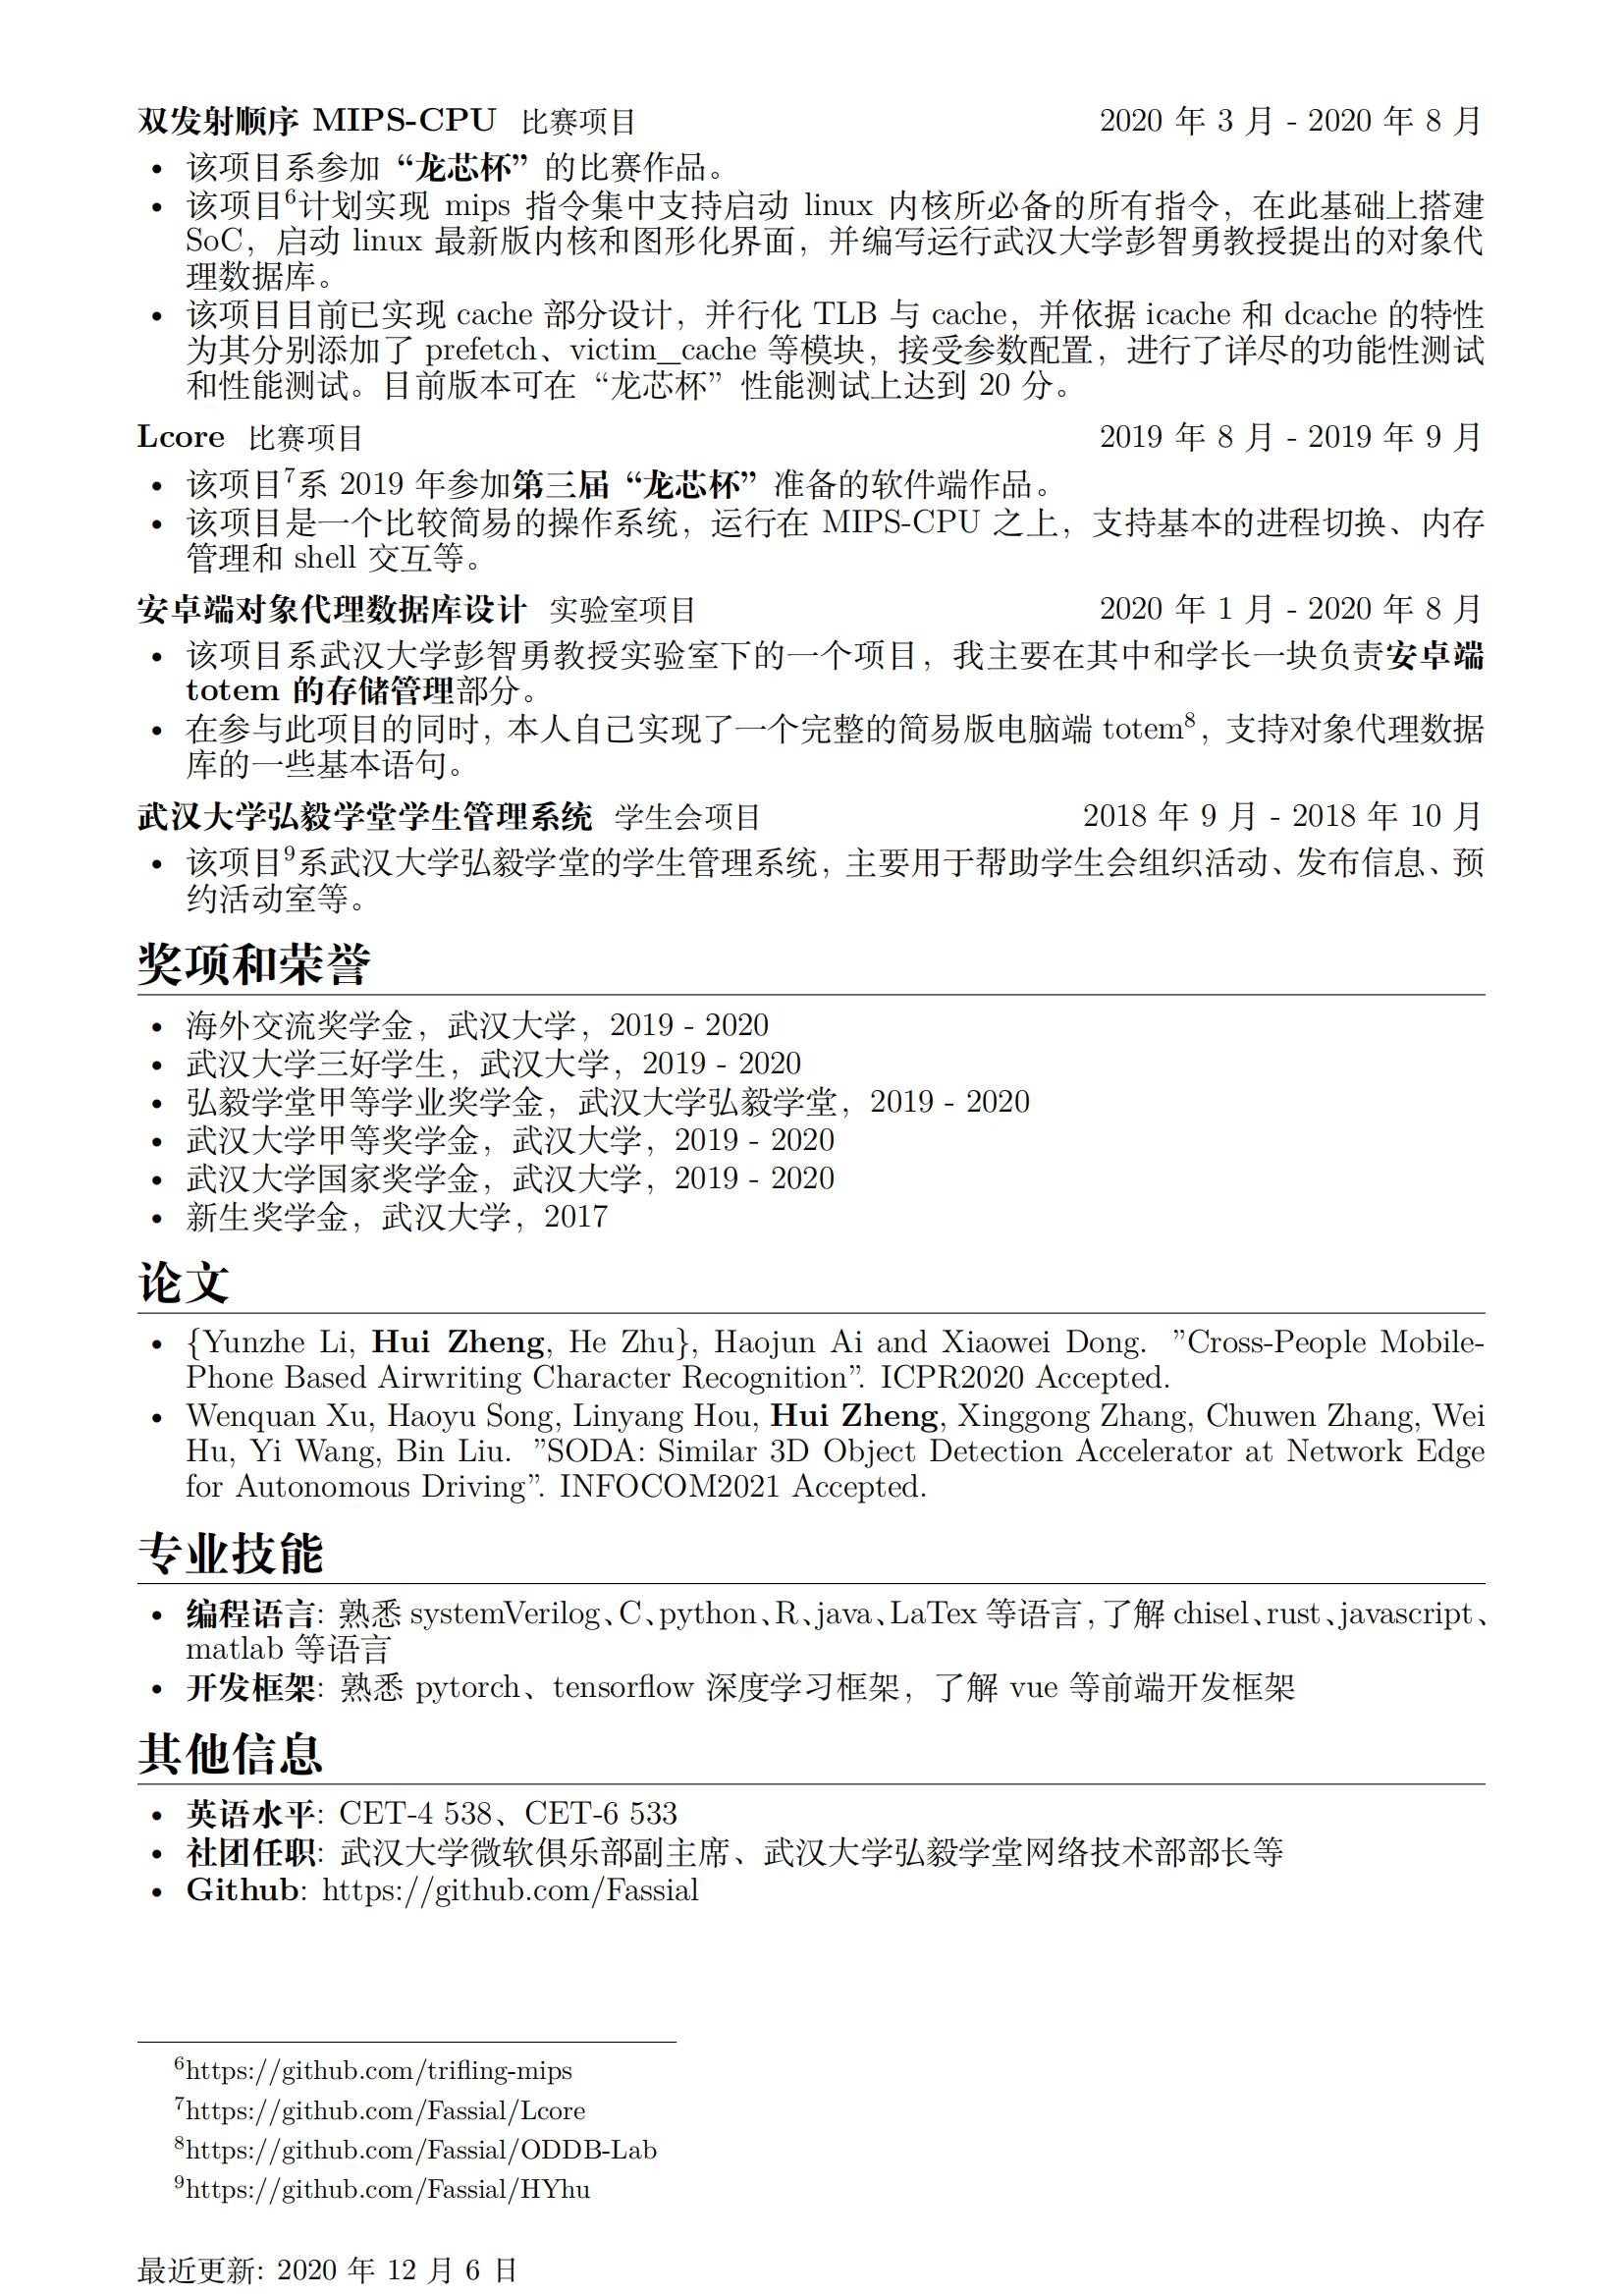 双发射顺序 MIPS-CPU 比赛项目 2020 年 3 月 - 2020 年 8 月
• 该项目系参加 “龙芯杯” 的比赛作品。
• 该项目⁶计划实现 mips 指令集中支持启动 linux 内核所必备的所有指令，在此基础上搭建
SoC，启动 linux 最新版内核和图形化界面，并编写运行武汉大学彭智勇教授提出的对象代
理数据库。
• 该项目目前已实现 cache 部分设计，并行化 TLB 与 cache，并依据 icache 和 dcache 的特性
为其分别添加了 prefetch、victim_cache 等模块，接受参数配置，进行了详尽的功能性测试
和性能测试。目前版本可在 “龙芯杯” 性能测试上达到 20 分。
Lcore 比赛项目 2019 年 8 月 - 2019 年 9 月
• 该项目⁷系 2019 年参加第三届 “龙芯杯” 准备的软件端作品。
• 该项目是一个比较简易的操作系统，运行在 MIPS-CPU 之上，支持基本的进程切换、内存
管理和 shell 交互等。
安卓端对象代理数据库设计 实验室项目 2020 年 1 月 - 2020 年 8 月
• 该项目系武汉大学彭智勇教授实验室下的一个项目，我主要在其中和学长一块负责安卓端
totem 的存储管理部分。
• 在参与此项目的同时，本人自己实现了一个完整的简易版电脑端 totem⁸，支持对象代理数据
库的一些基本语句。
武汉大学弘毅学堂学生管理系统 学生会项目 2018 年 9 月 - 2018 年 10 月
• 该项目⁹系武汉大学弘毅学堂的学生管理系统，主要用于帮助学生会组织活动、发布信息、预
约活动室等。
奖项和荣誉
• 海外交流奖学金，武汉大学，2019 - 2020
• 武汉大学三好学生，武汉大学，2019 - 2020
• 弘毅学堂甲等学业奖学金，武汉大学弘毅学堂，2019 - 2020
• 武汉大学甲等奖学金，武汉大学，2019 - 2020
• 武汉大学国家奖学金，武汉大学，2019 - 2020
• 新生奖学金，武汉大学，2017
论文
• {Yunzhe Li, Hui Zheng, He Zhu}, Haojun Ai and Xiaowei Dong. ”Cross-People Mobile-
Phone Based Airwriting Character Recognition”. ICPR2020 Accepted.
• Wenquan Xu, Haoyu Song, Linyang Hou, Hui Zheng, Xinggong Zhang, Chuwen Zhang, Wei
Hu, Yi Wang, Bin Liu. ”SODA: Similar 3D Object Detection Accelerator at Network Edge
for Autonomous Driving”. INFOCOM2021 Accepted.
专业技能
• 编程语言: 熟悉 systemVerilog、C、python、R、java、LaTex 等语言，了解 chisel、rust、javascript、
matlab 等语言
• 开发框架: 熟悉 pytorch、tensorflow 深度学习框架，了解 vue 等前端开发框架
其他信息
• 英语水平: CET-4 538、CET-6 533
• 社团任职: 武汉大学微软俱乐部副主席、武汉大学弘毅学堂网络技术部部长等
• Github: https://github.com/Fassial
⁶https://github.com/trifling-mips
⁷https://github.com/Fassial/Lcore
⁸https://github.com/Fassial/ODDB-Lab
⁹https://github.com/Fassial/HYhu
最近更新: 2020 年 12 月 6 日